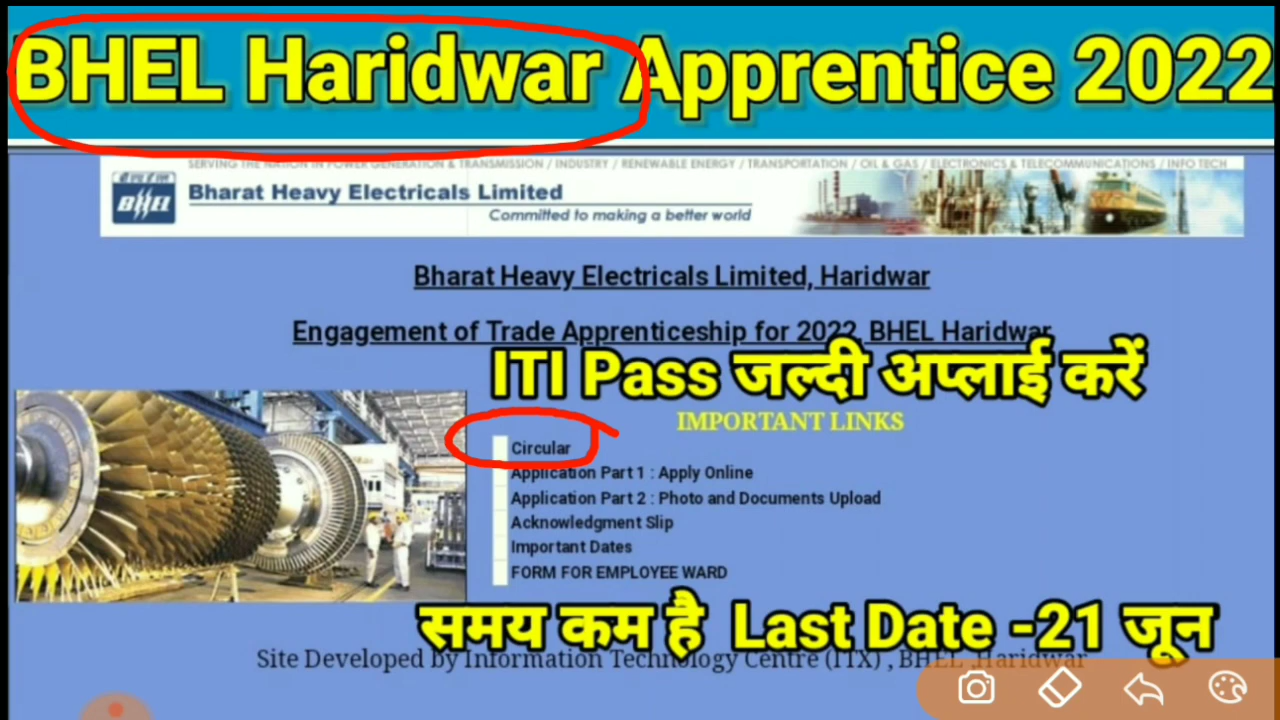 BHEL Haridwar Apprentice 2022
SERVING THE NATION IN POWER GENERATION & TRANSMISSION / INDUSTRY / RENEWABLE ENERGY / TRANSPORTATION / OIL & GAS / ELECTRONICS & TELECOMMUNICATIONS / INFO TECH
BHEL
Bharat Heavy Electricals Limited
Committed to making a better world
Bharat Heavy Electricals Limited, Haridwar
Engagement of Trade Apprenticeship for 2022, BHEL Haridwar
ITI Pass जल्दी अप्लाई करें
IMPORTANT LINKS
Circular
Application Part 1 : Apply Online
Application Part 2 : Photo and Documents Upload
Acknowledgment Slip
Important Dates
FORM FOR EMPLOYEE WARD
समय कम है Last Date -21 जून
Site Developed by Information Technology Centre (ITX) , BHEL ,Haridwar